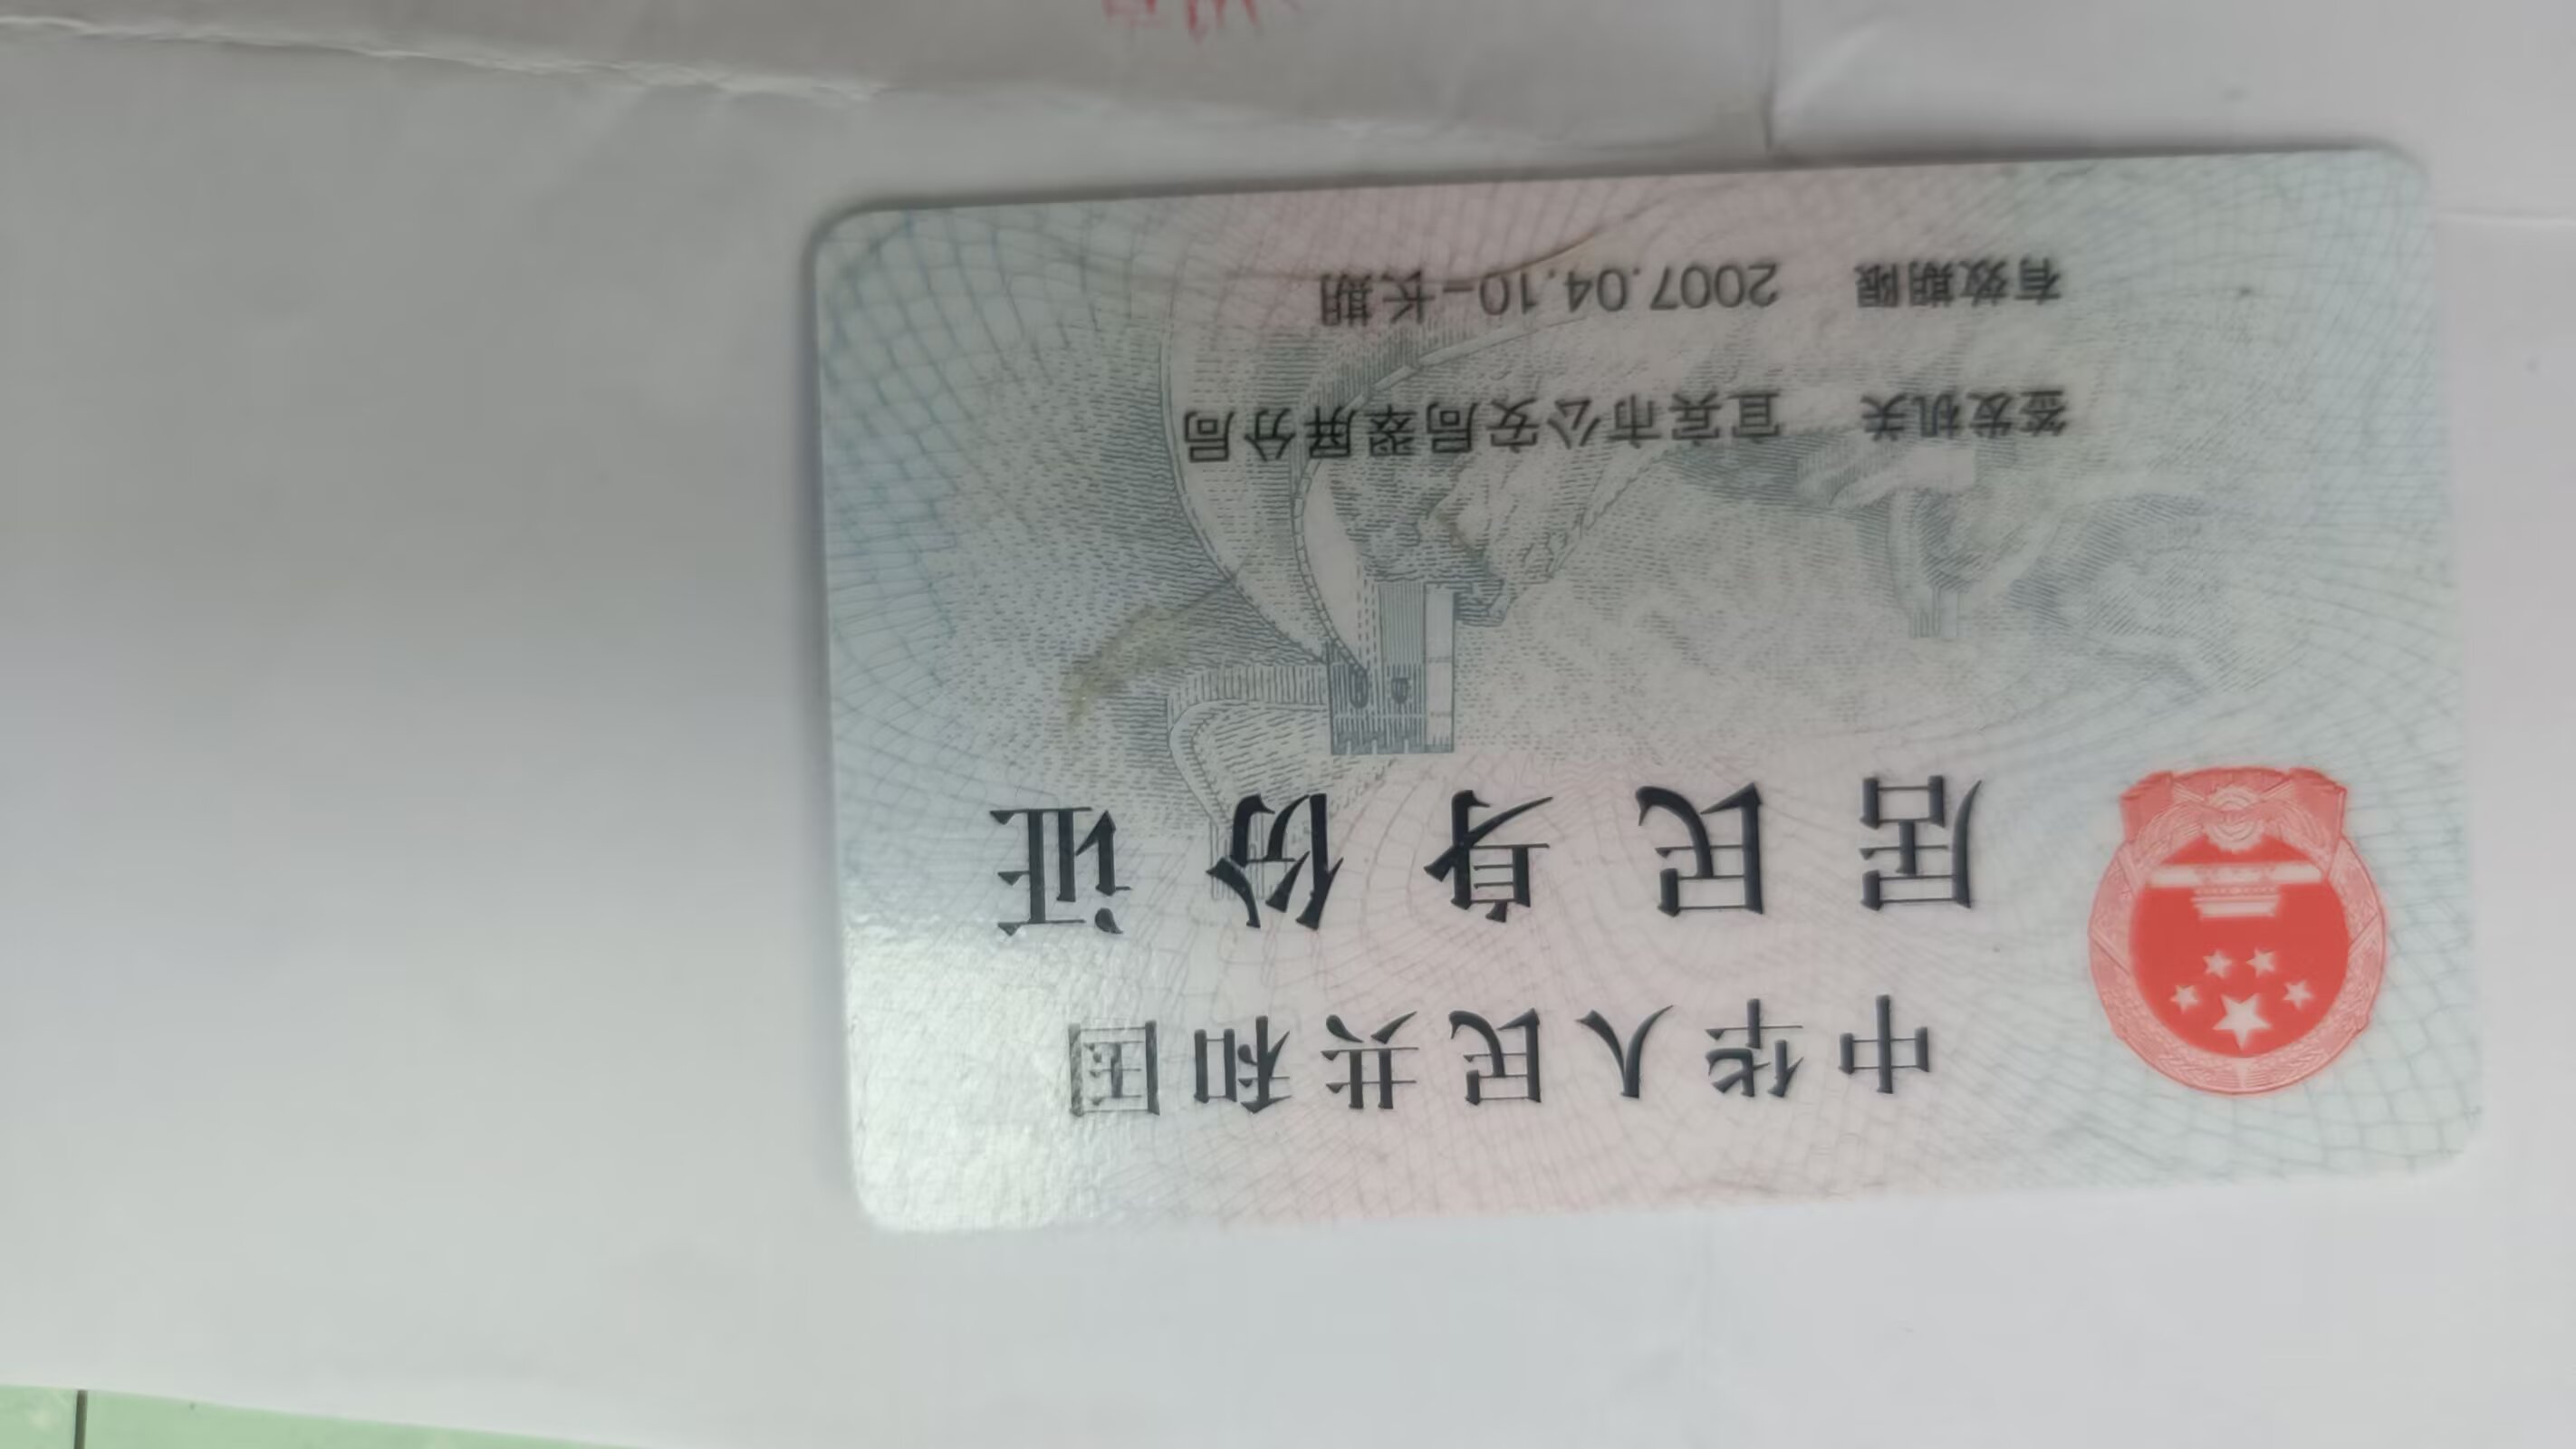 中华人民共和国
居民身份证
签发机关 宜宾市公安局翠屏分局
有效期限 2007.04.10-长期